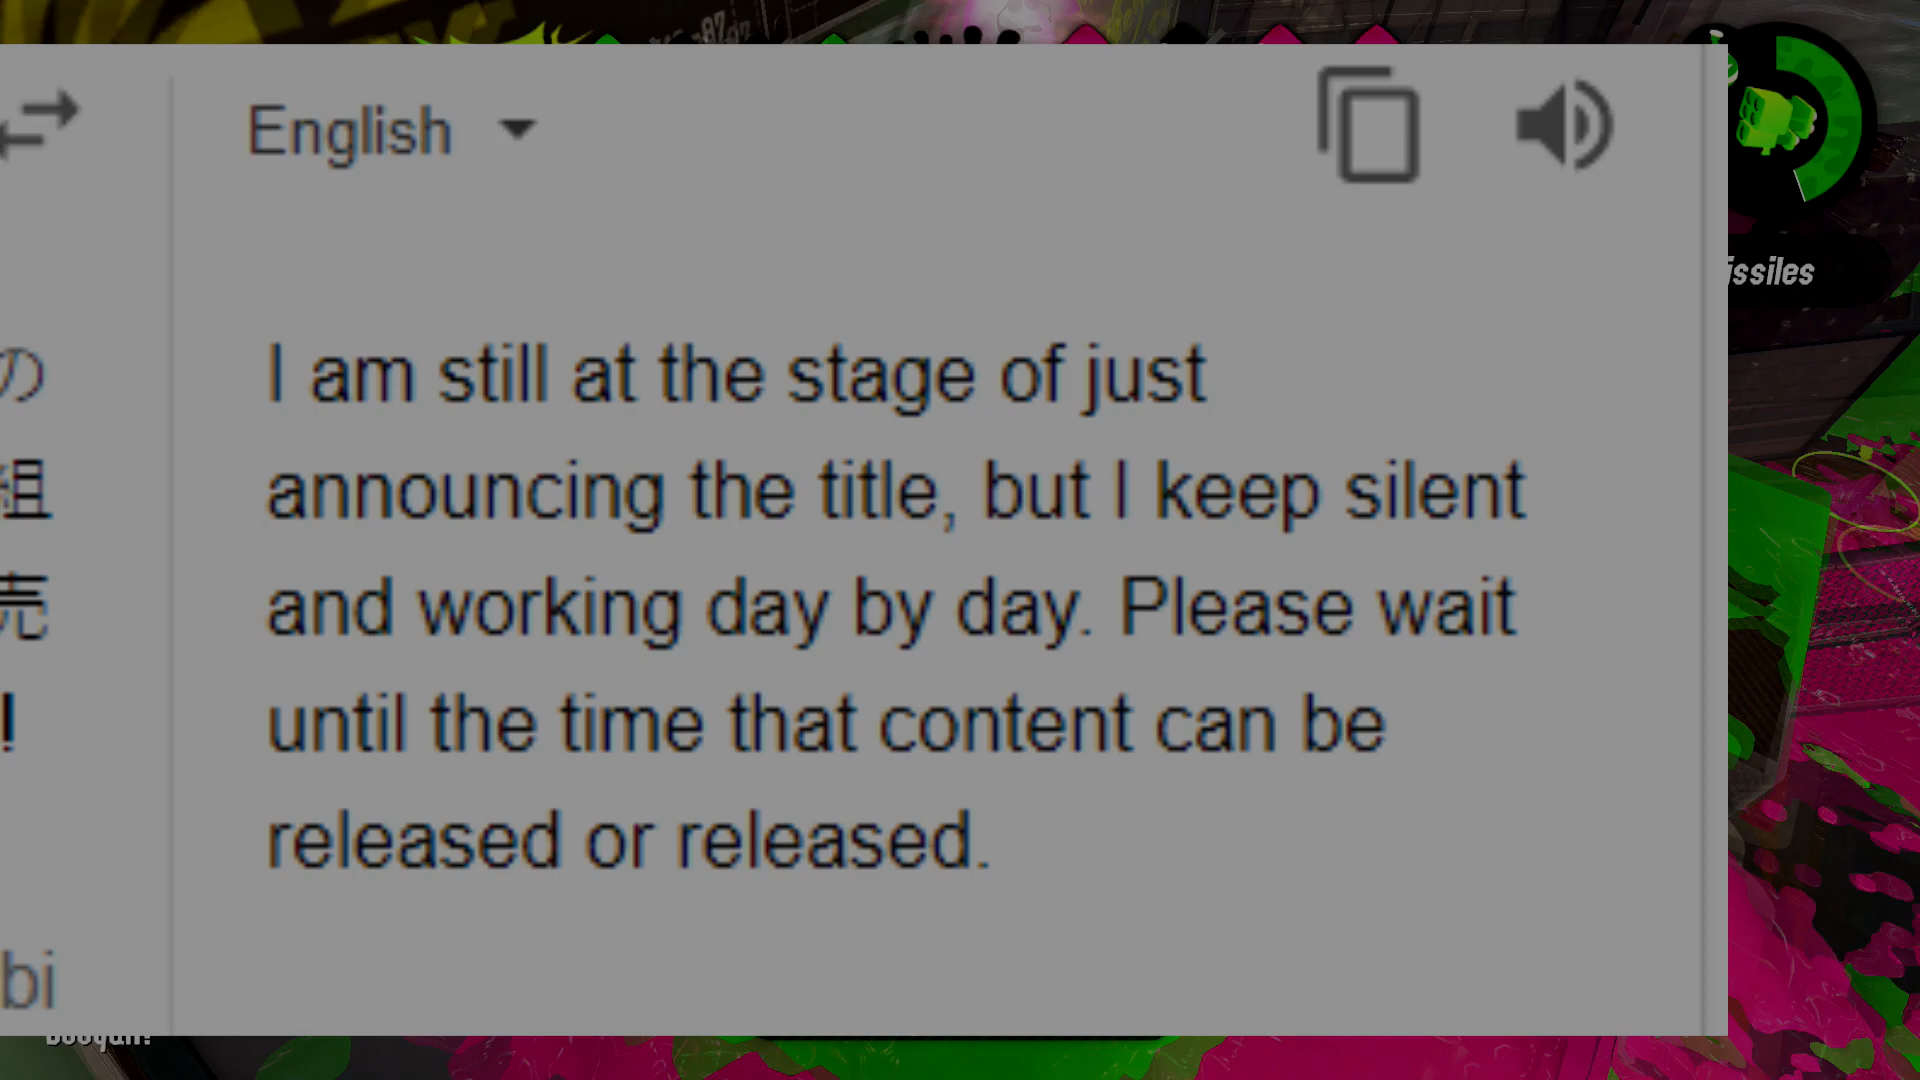 English
I am still at the stage of just
announcing the title, but I keep silent
and working day by day. Please wait
until the time that content can be
released or released.
の
組
売
!
bi
issiles
Booyah!